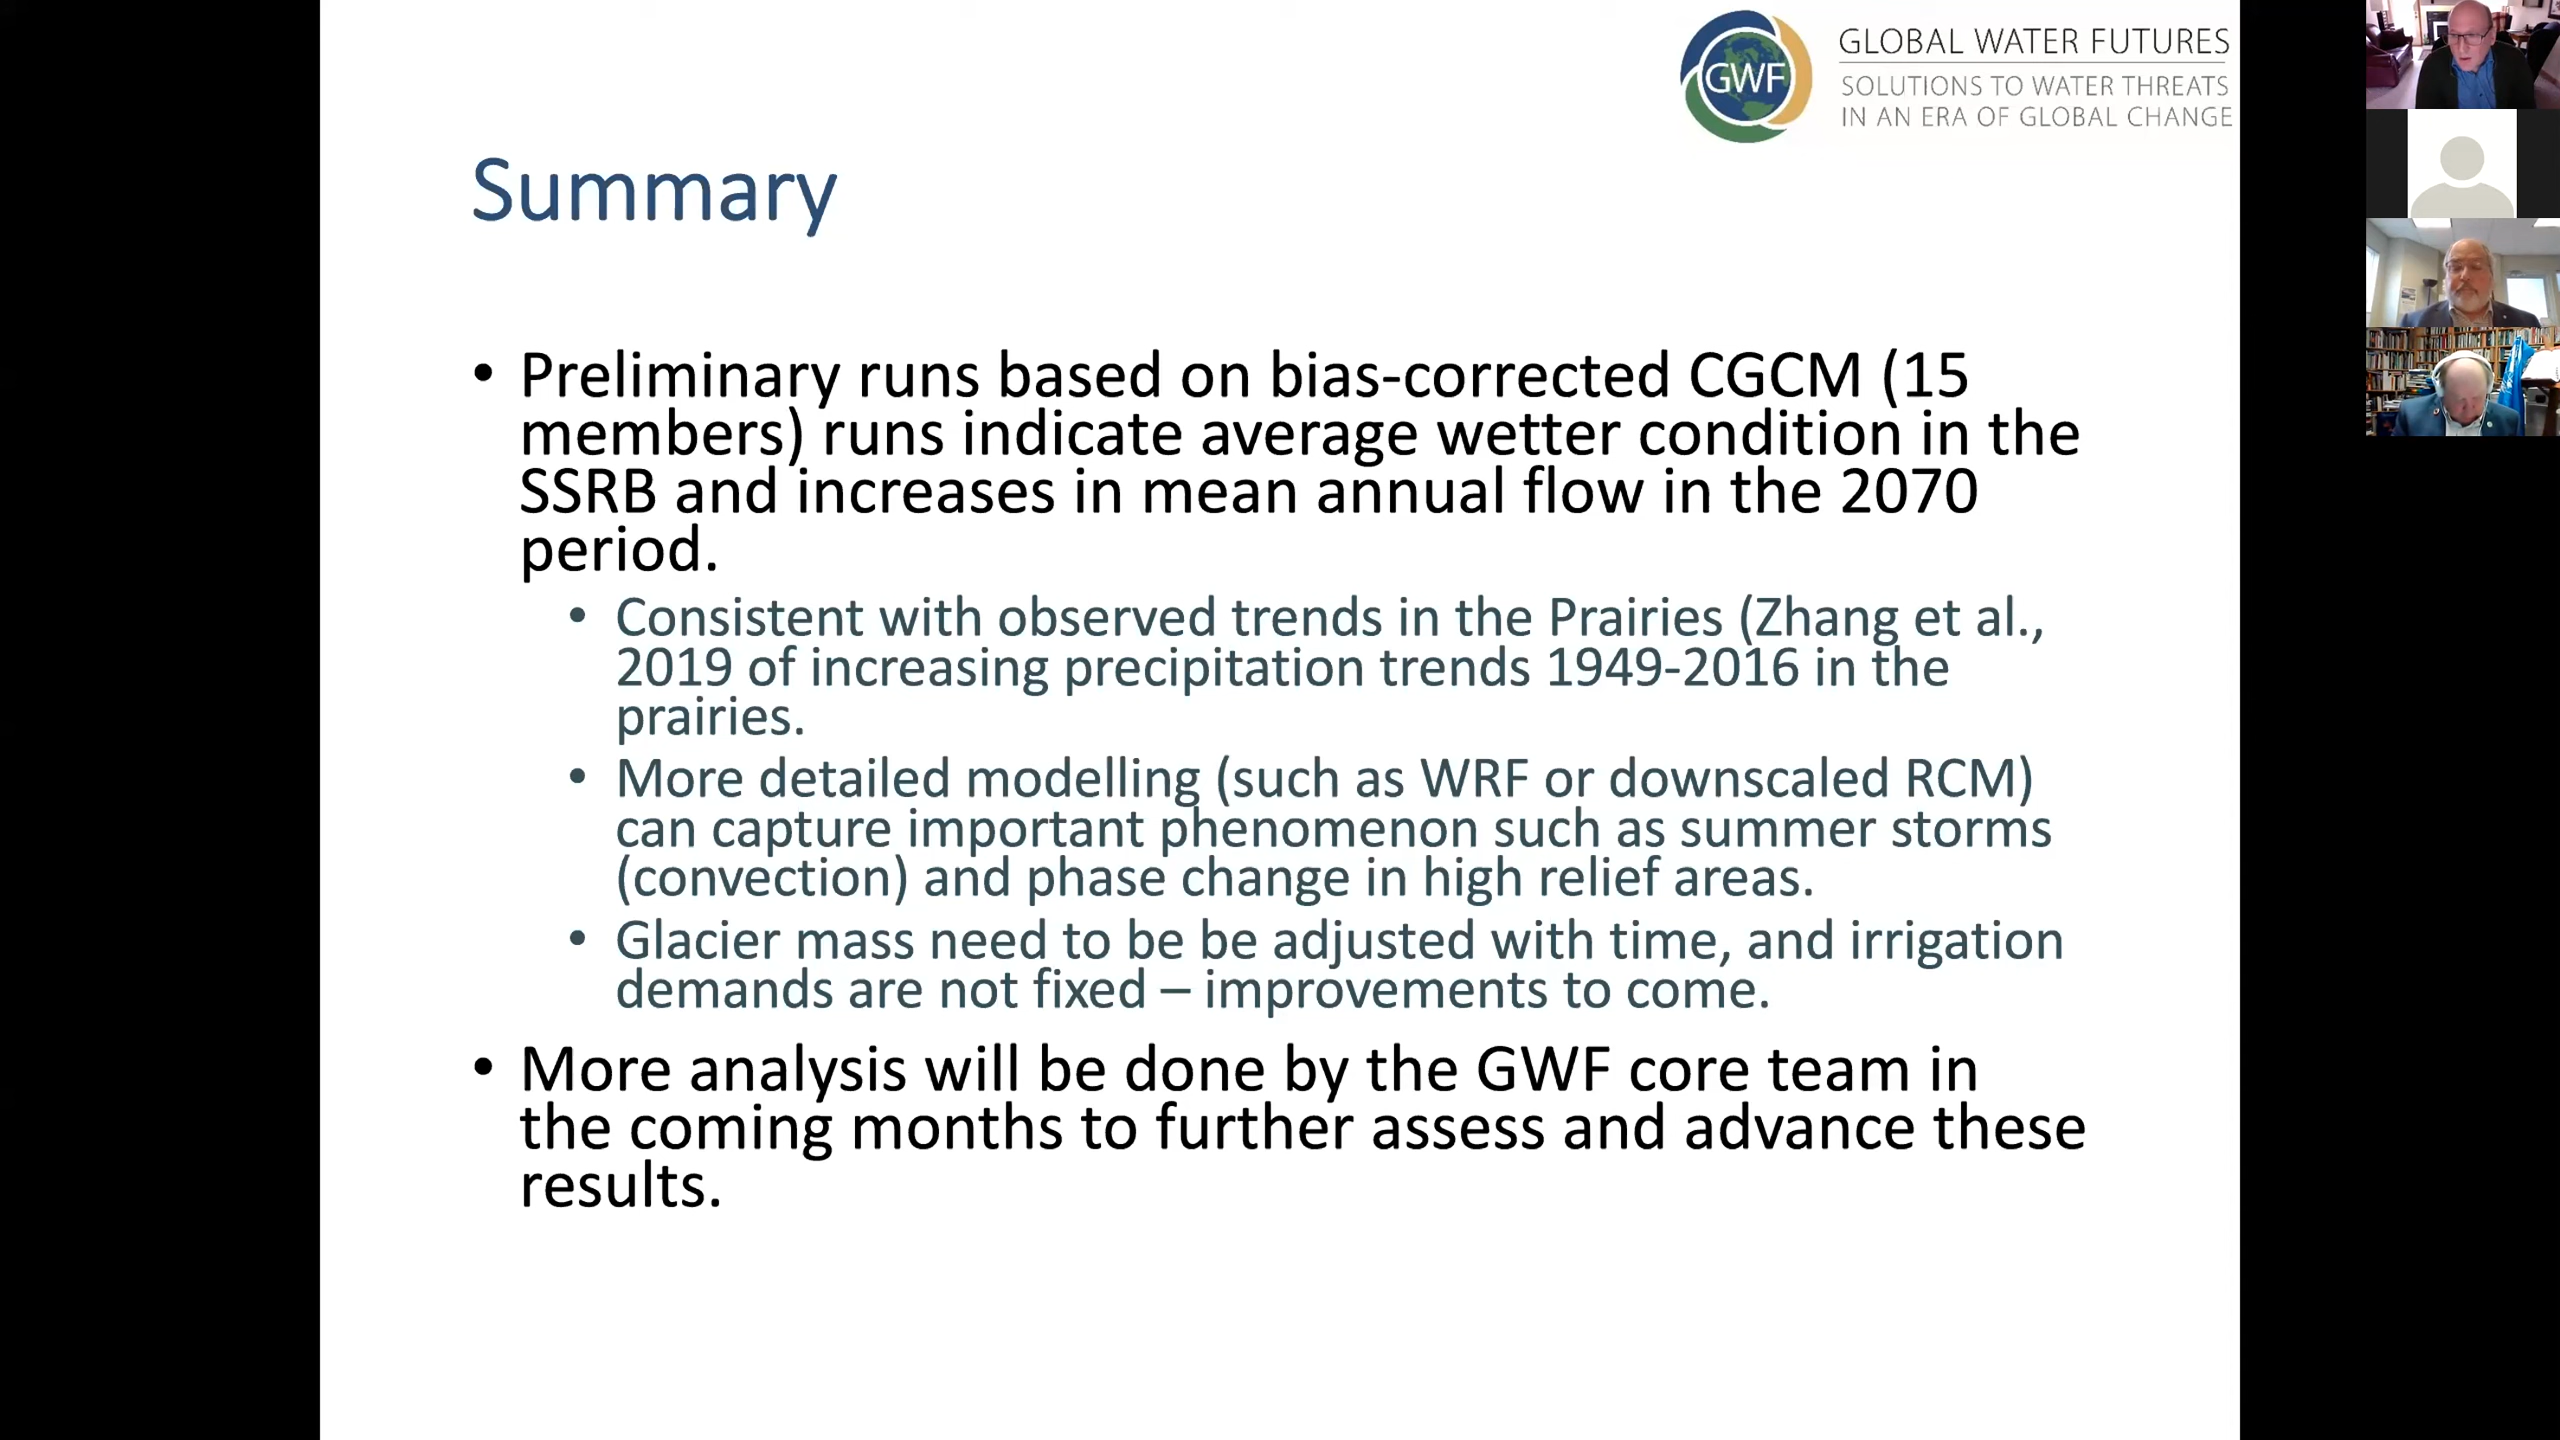 GWF
GLOBAL WATER FUTURES
SOLUTIONS TO WATER THREATS
IN AN ERA OF GLOBAL CHANGE
Summary
• Preliminary runs based on bias-corrected CGCM (15
members) runs indicate average wetter condition in the
SSRB and increases in mean annual flow in the 2070
period.
• Consistent with observed trends in the Prairies (Zhang et al.,
2019 of increasing precipitation trends 1949-2016 in the
prairies.
• More detailed modelling (such as WRF or downscaled RCM)
can capture important phenomenon such as summer storms
(convection) and phase change in high relief areas.
• Glacier mass need to be be adjusted with time, and irrigation
demands are not fixed – improvements to come.
• More analysis will be done by the GWF core team in
the coming months to further assess and advance these
results.